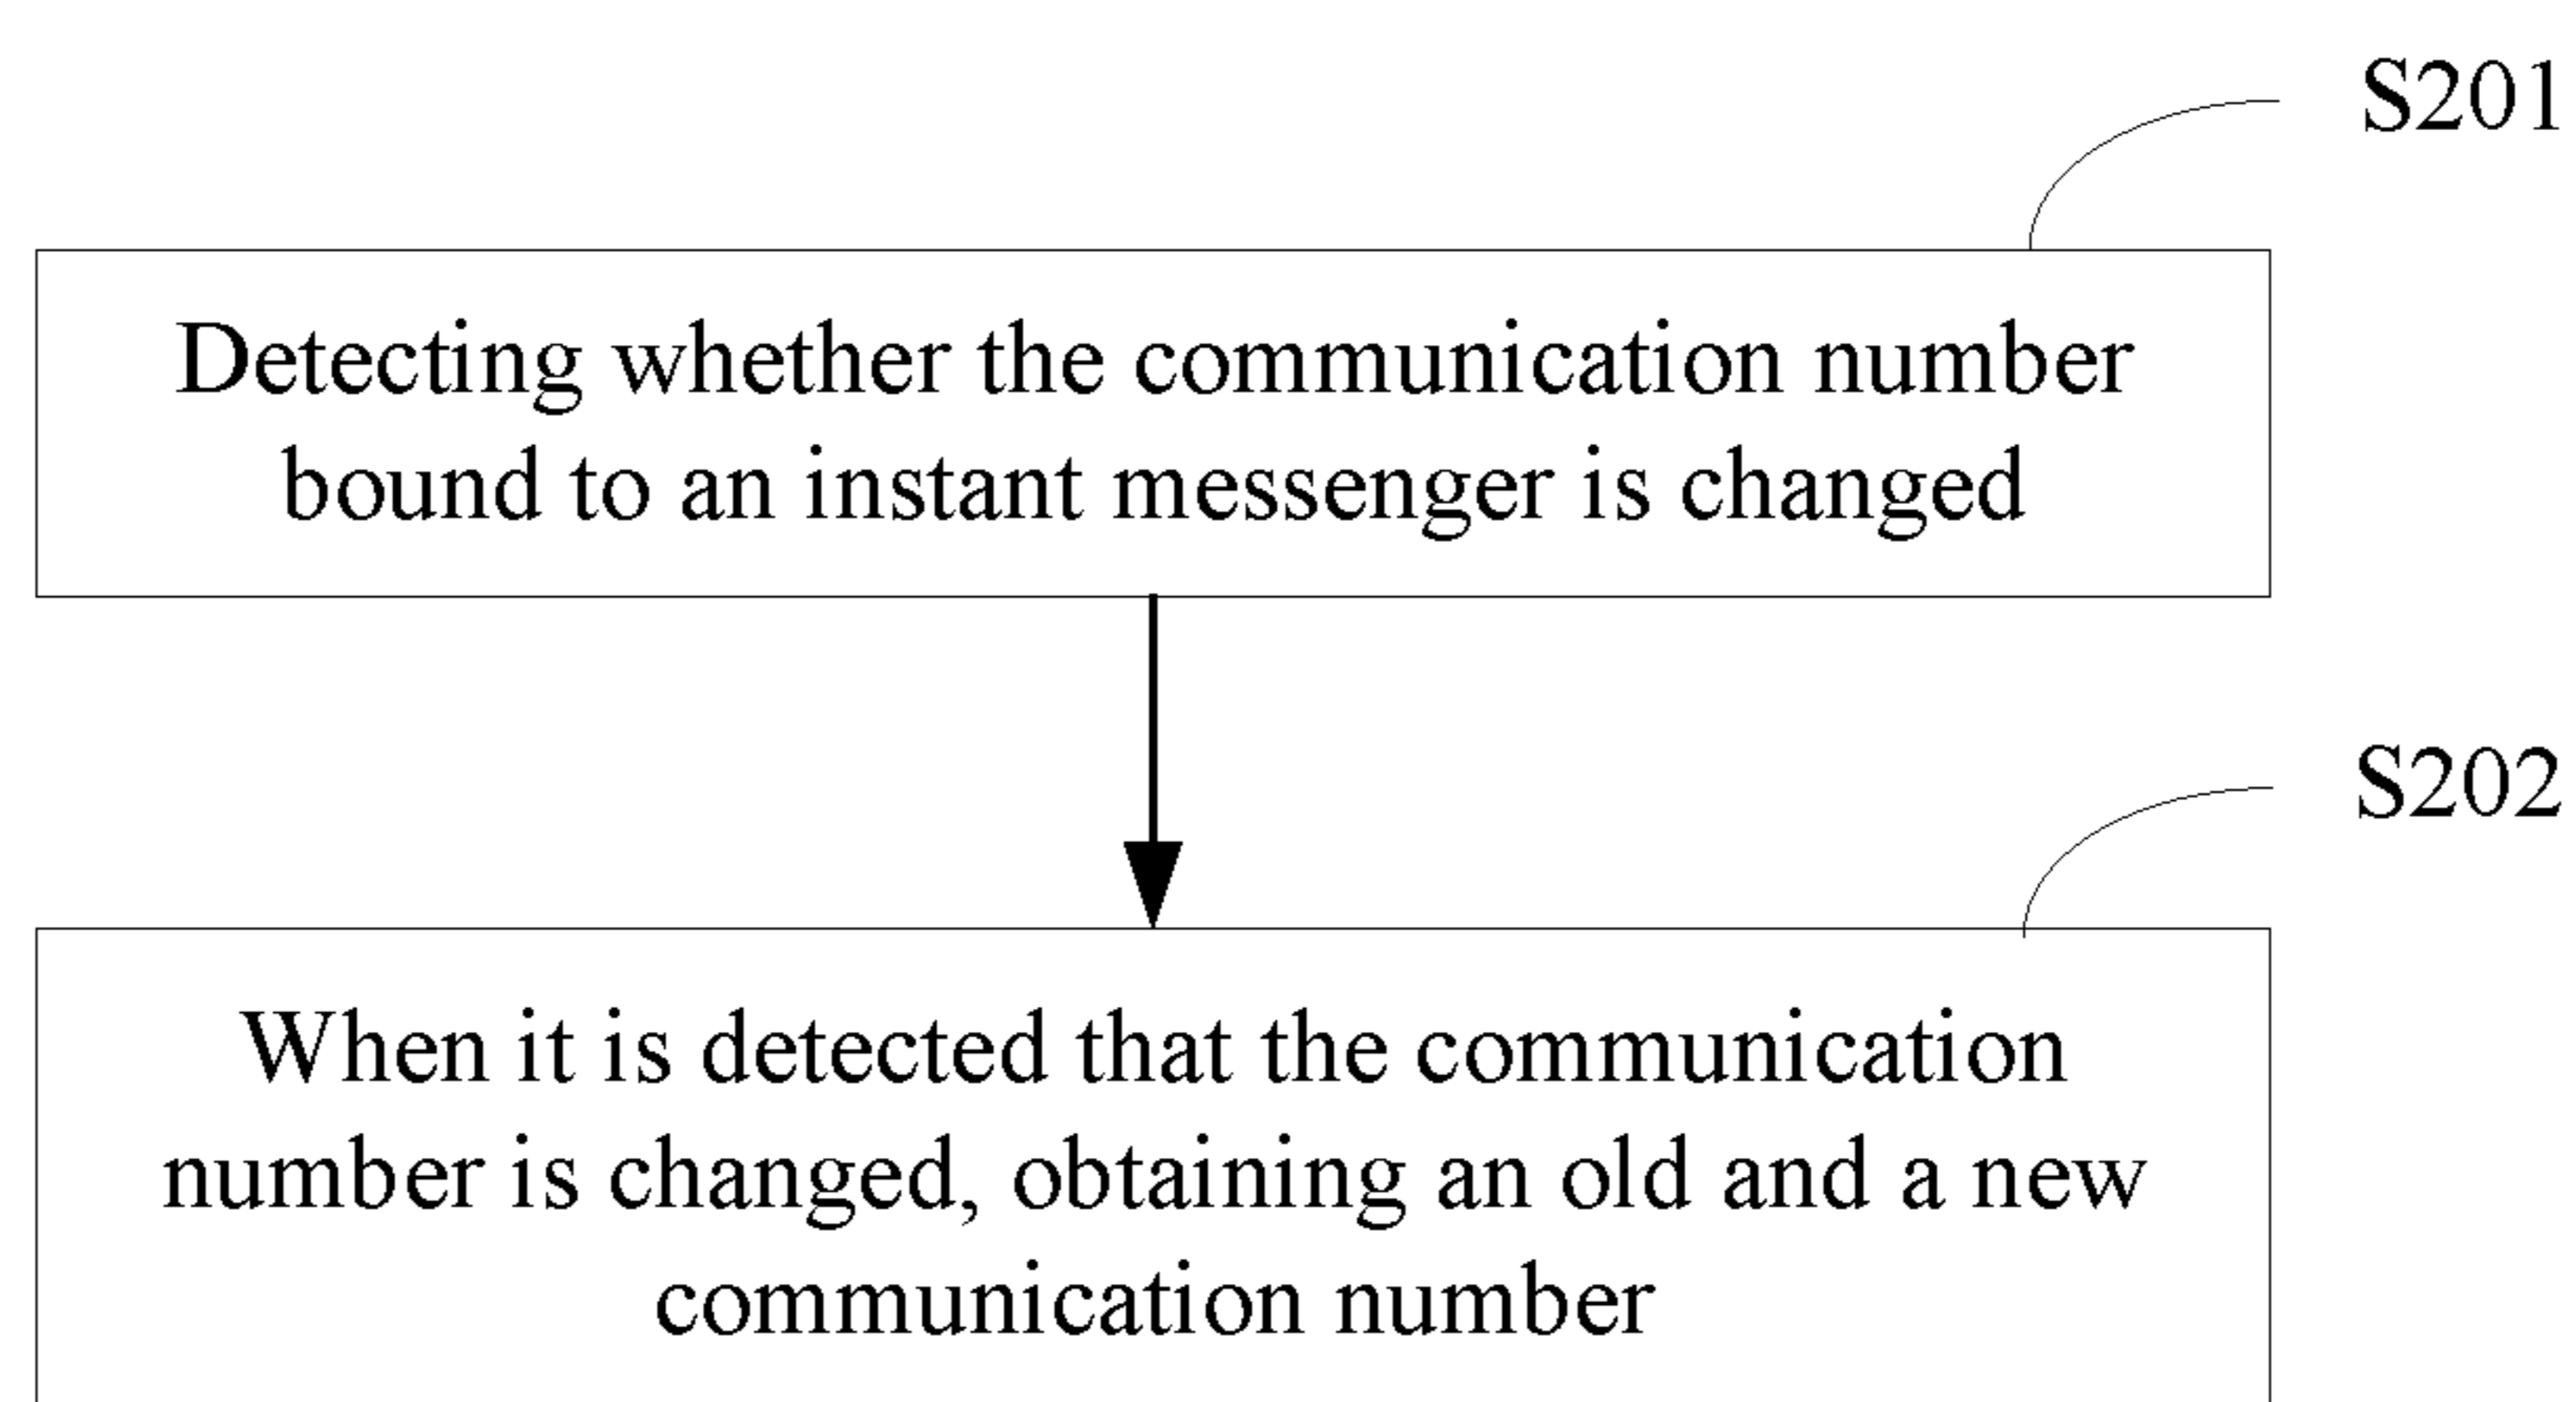 S201
Detecting whether the communication number
bound to an instant messenger is changed
S202
When it is detected that the communication
number is changed, obtaining an old and a new
communication number